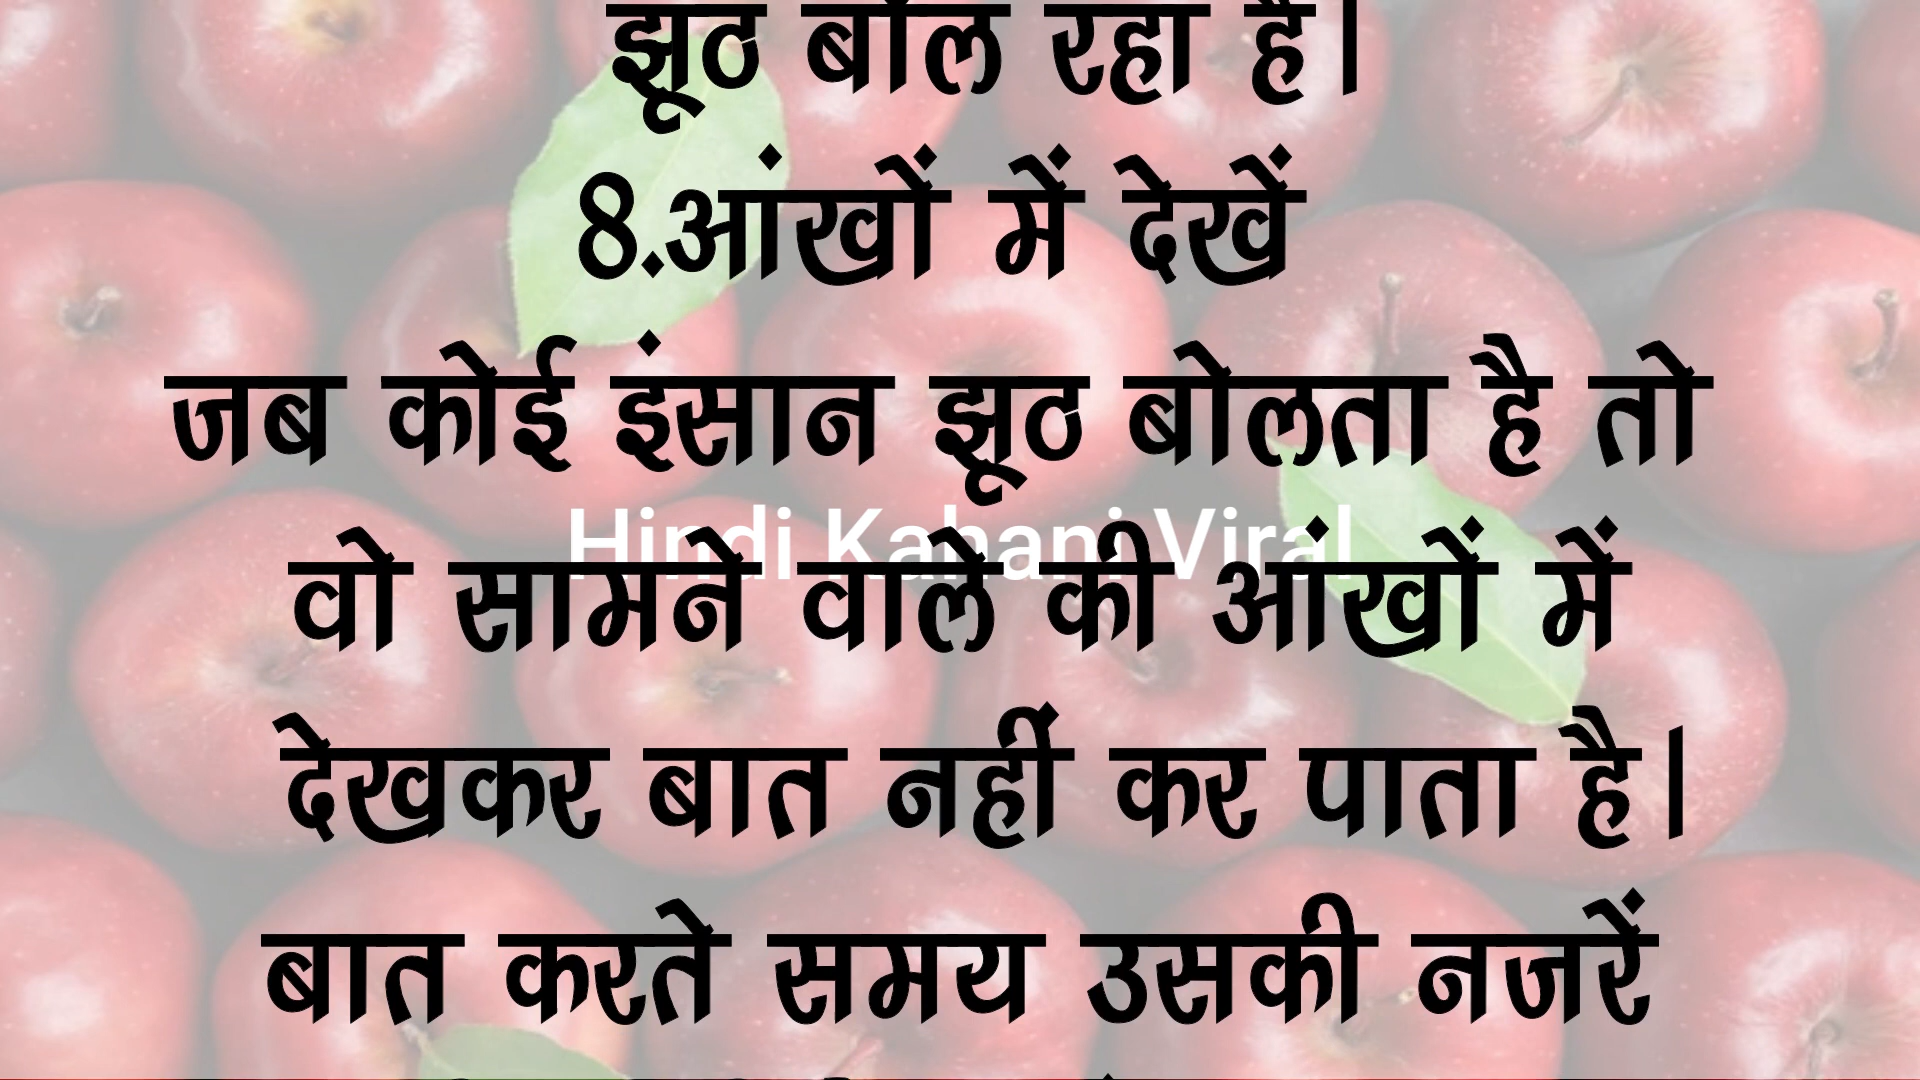 झूठ बोल रहा है।
8.आंखों में देखें
जब कोई इंसान झूठ बोलता है तो
Hindi Kahani Viral
वो सामने वाले की आंखों में
देखकर बात नहीं कर पाता है।
बात करते समय उसकी नजरें